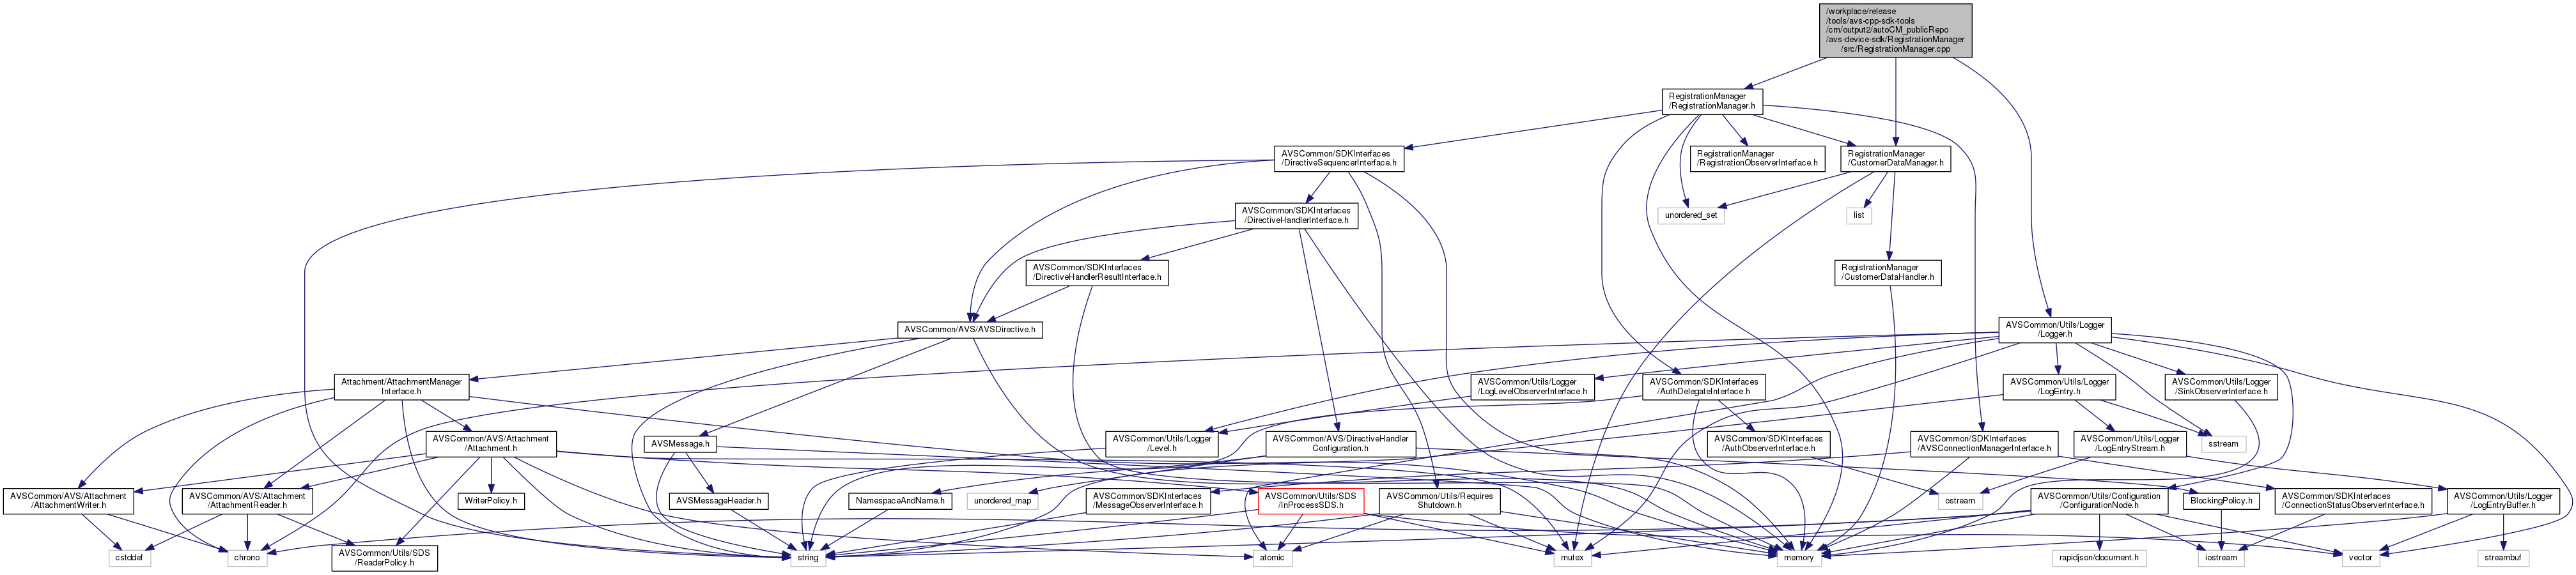 /workplace/release
/tools/avs-cpp-sdk-tools
/cm/output2/autoCM_publicRepo
/avs-device-sdk/RegistrationManager
/src/RegistrationManager.cpp
RegistrationManager
/RegistrationManager.h
AVSCommon/SDKInterfaces
/DirectiveSequencerInterface.h
RegistrationManager
/RegistrationObserverInterface.h
RegistrationManager
/CustomerDataManager.h
AVSCommon/SDKInterfaces
/DirectiveHandlerInterface.h
unordered_set
list
AVSCommon/SDKInterfaces
/DirectiveHandlerResultInterface.h
RegistrationManager
/CustomerDataHandler.h
AVSCommon/AVS/AVSDirective.h
AVSCommon/Utils/Logger
/Logger.h
Attachment/AttachmentManager
Interface.h
AVSCommon/Utils/Logger
/LogLevelObserverInterface.h
AVSCommon/SDKInterfaces
/AuthDelegateInterface.h
AVSCommon/Utils/Logger
/LogEntry.h
AVSCommon/Utils/Logger
/SinkObserverInterface.h
AVSCommon/AVS/Attachment
/Attachment.h
AVSMessage.h
AVSCommon/Utils/Logger
/Level.h
AVSCommon/AVS/DirectiveHandler
Configuration.h
AVSCommon/SDKInterfaces
/AuthObserverInterface.h
AVSCommon/SDKInterfaces
/AVSConnectionManagerInterface.h
AVSCommon/Utils/Logger
/LogEntryStream.h
sstream
AVSCommon/AVS/Attachment
/AttachmentWriter.h
AVSCommon/AVS/Attachment
/AttachmentReader.h
WriterPolicy.h
AVSMessageHeader.h
NamespaceAndName.h
unordered_map
AVSCommon/SDKInterfaces
/MessageObserverInterface.h
AVSCommon/Utils/SDS
/InProcessSDS.h
AVSCommon/Utils/Requires
Shutdown.h
ostream
AVSCommon/Utils/Configuration
/ConfigurationNode.h
BlockingPolicy.h
AVSCommon/SDKInterfaces
/ConnectionStatusObserverInterface.h
AVSCommon/Utils/Logger
/LogEntryBuffer.h
cstddef
chrono
AVSCommon/Utils/SDS
/ReaderPolicy.h
string
atomic
mutex
memory
rapidjson/document.h
iostream
vector
streambuf